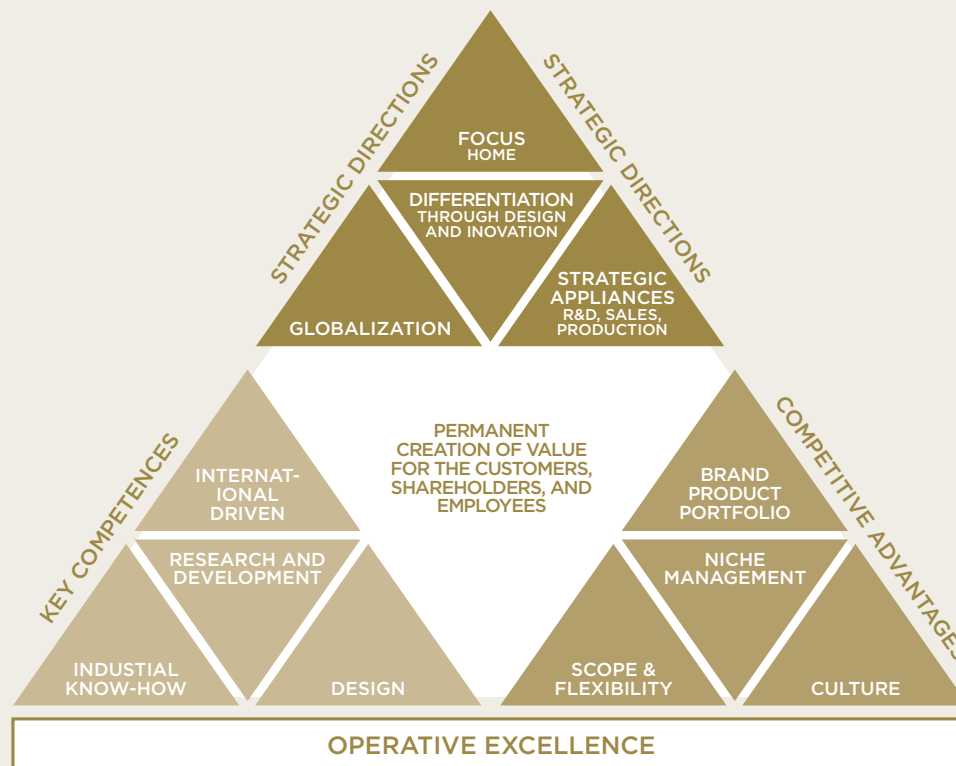 STRATEGIC DIRECTIONS
STRATEGIC DIRECTIONS
FOCUS
HOME
DIFFERENTIATION
THROUGH DESIGN
AND INOVATION
GLOBALIZATION
STRATEGIC
APPLIANCES
R&D, SALES,
PRODUCTION
PERMANENT
CREATION OF VALUE
FOR THE CUSTOMERS,
SHAREHOLDERS, AND
EMPLOYEES
KEY COMPETENCES
INTERNAT-
IONAL
DRIVEN
RESEARCH AND
DEVELOPMENT
INDUSTIAL
KNOW-HOW
DESIGN
COMPETITIVE ADVANTAGES
BRAND
PRODUCT
PORTFOLIO
NICHE
MANAGEMENT
SCOPE &
FLEXIBILITY
CULTURE
OPERATIVE EXCELLENCE